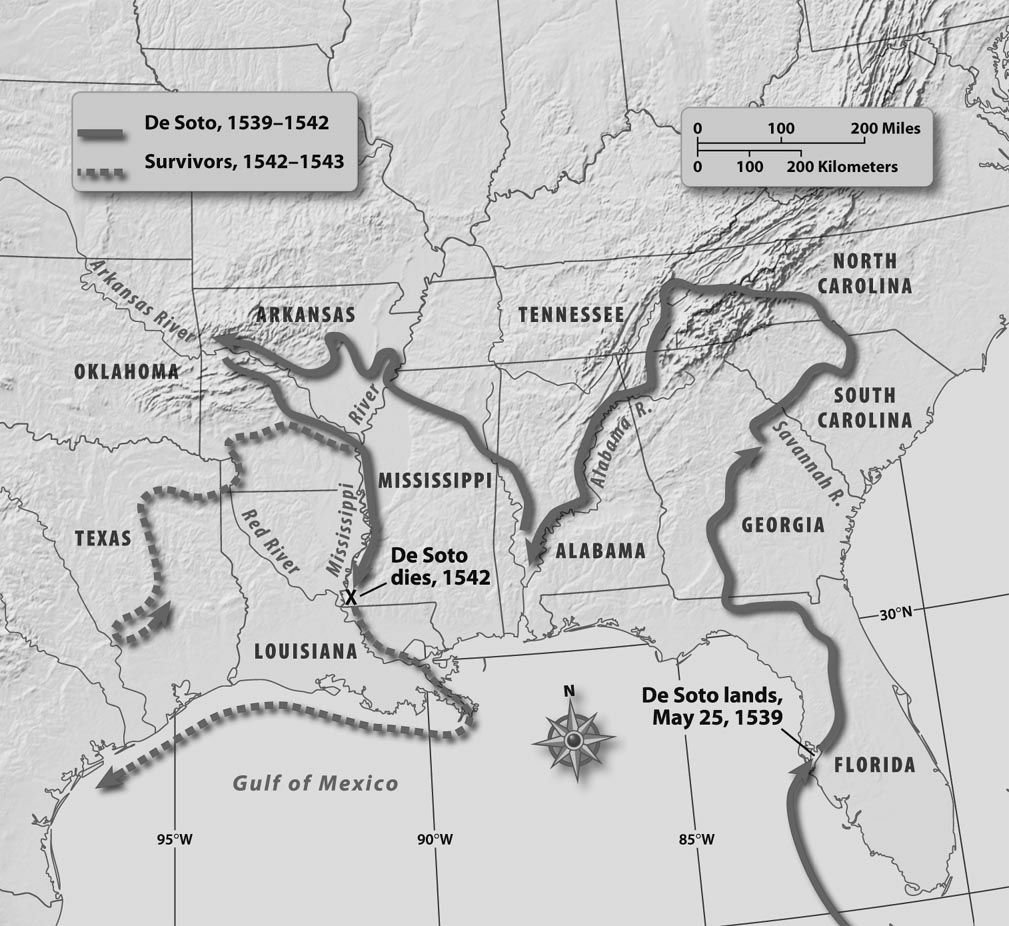 De Soto, 1539–1542
Survivors, 1542–1543
0 100 200 Miles
0 100 200 Kilometers
NORTH
CAROLINA
Arkansas River
ARKANSAS
TENNESSEE
OKLAHOMA
River
Alabama R.
SOUTH
CAROLINA
Savannah R.
MISSISSIPPI
Mississippi
TEXAS
Red River
GEORGIA
ALABAMA
De Soto
dies, 1542
X
30°N
LOUISIANA
N
De Soto lands,
May 25, 1539
FLORIDA
Gulf of Mexico
95°W
90°W
85°W